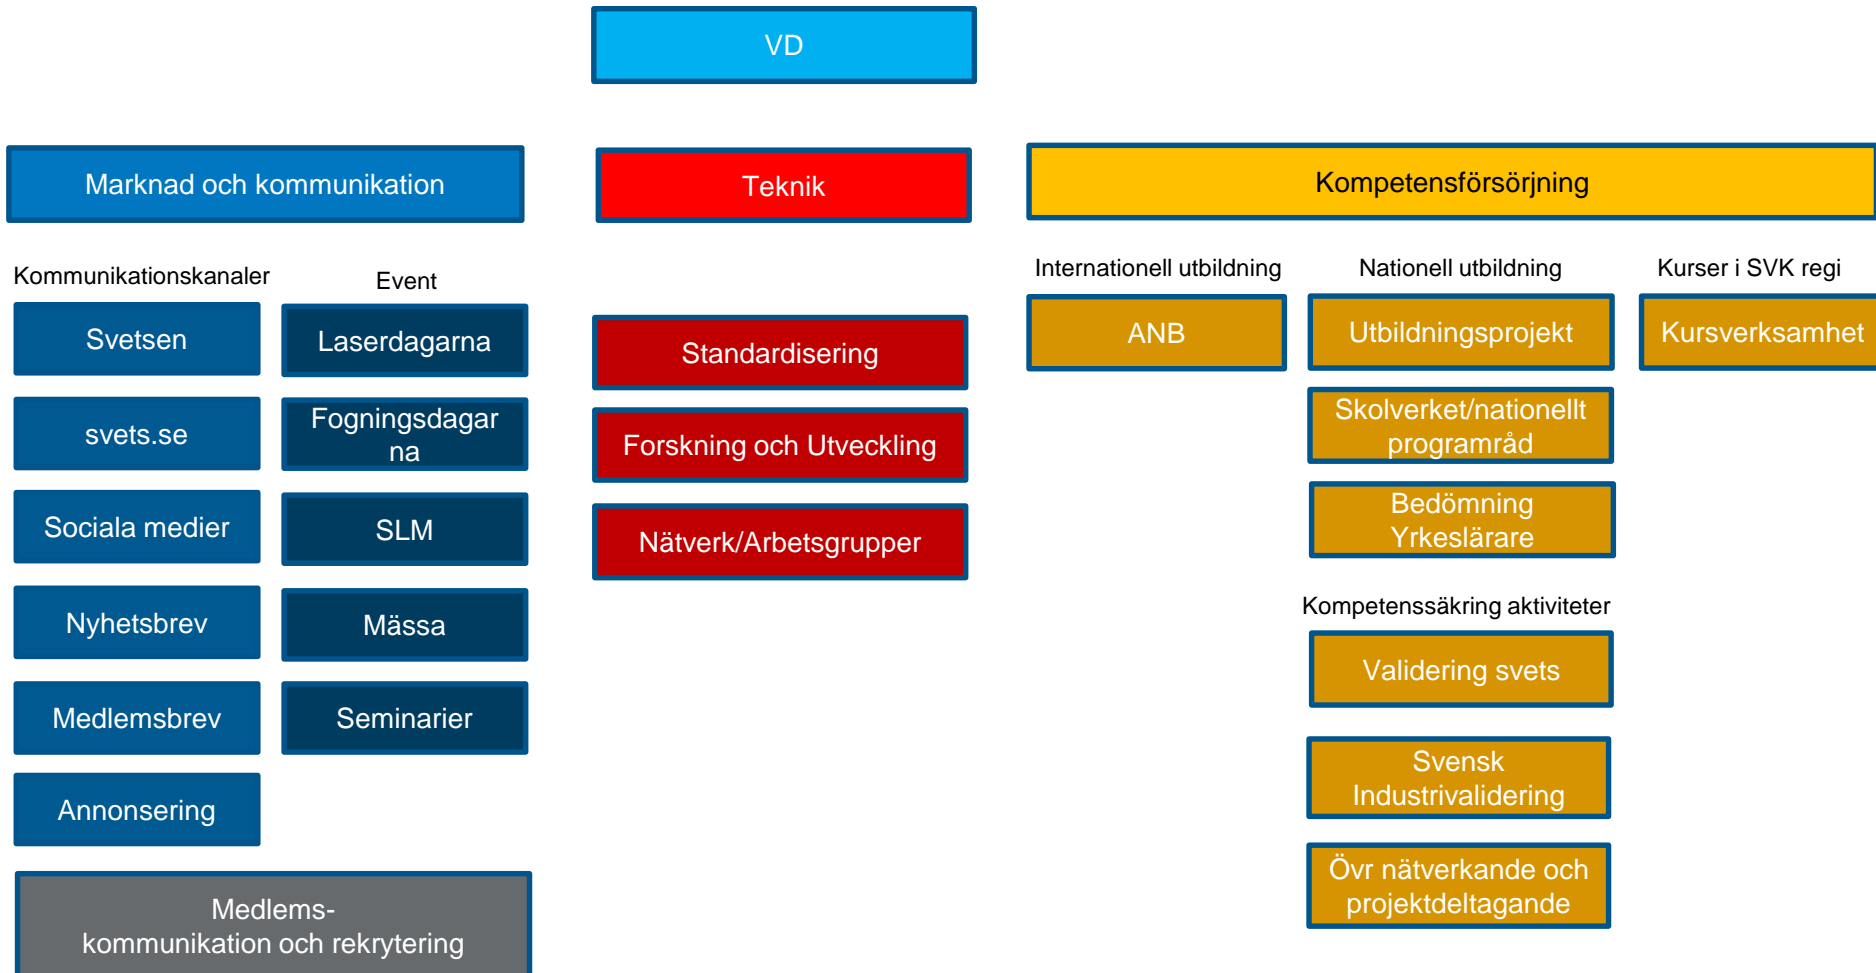 VD
Marknad och kommunikation
Teknik
Kompetensförsörjning
Kommunikationskanaler
Svetsen
svets.se
Sociala medier
Nyhetsbrev
Medlemsbrev
Annonsering
Event
Laserdagarna
Fogningsdagar
na
SLM
Mässa
Seminarier
Medlems-
kommunikation och rekrytering
Standardisering
Forskning och Utveckling
Nätverk/Arbetsgrupper
Internationell utbildning
ANB
Nationell utbildning
Utbildningsprojekt
Skolverket/nationellt
programråd
Bedömning
Yrkeslärare
Kompetenssäkring aktiviteter
Validering svets
Svensk
Industrivalidering
Övr nätverkande och
projektdeltagande
Kurser i SVK regi
Kursverksamhet